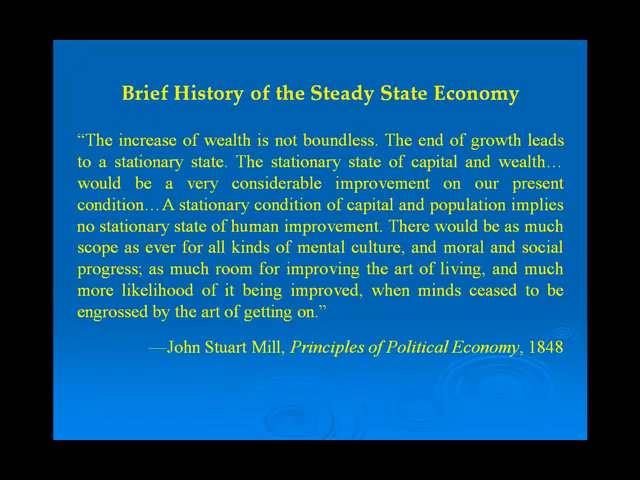 Brief History of the Steady State Economy
“The increase of wealth is not boundless. The end of growth leads
to a stationary state. The stationary state of capital and wealth…
would be a very considerable improvement on our present
condition…A stationary condition of capital and population implies
no stationary state of human improvement. There would be as much
scope as ever for all kinds of mental culture, and moral and social
progress; as much room for improving the art of living, and much
more likelihood of it being improved, when minds ceased to be
engrossed by the art of getting on.”
—John Stuart Mill, Principles of Political Economy, 1848